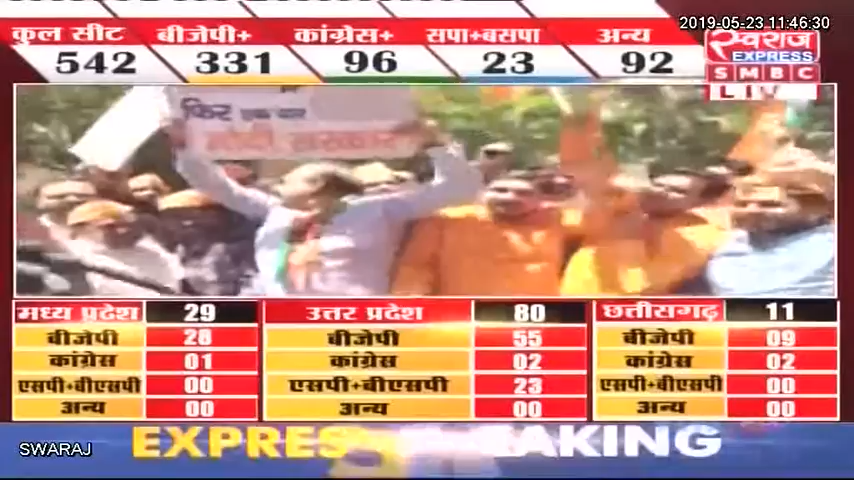 2019-05-23 11:46:30
कुल सीट बीजेपी+ कांग्रेस+ सपा+बसपा अन्य
542 331 96 23 92
स्वराज
EXPRESS
SMBC
LIVE
फिर एक बार
मोदी सरकार
मध्य प्रदेश 29
बीजेपी 28
कांग्रेस 01
एसपी+बीएसपी 00
अन्य 00
उत्तर प्रदेश 80
बीजेपी 55
कांग्रेस 02
एसपी+बीएसपी 23
अन्य 00
छत्तीसगढ़ 11
बीजेपी 09
कांग्रेस 02
एसपी+बीएसपी 00
अन्य 00
SWARAJ